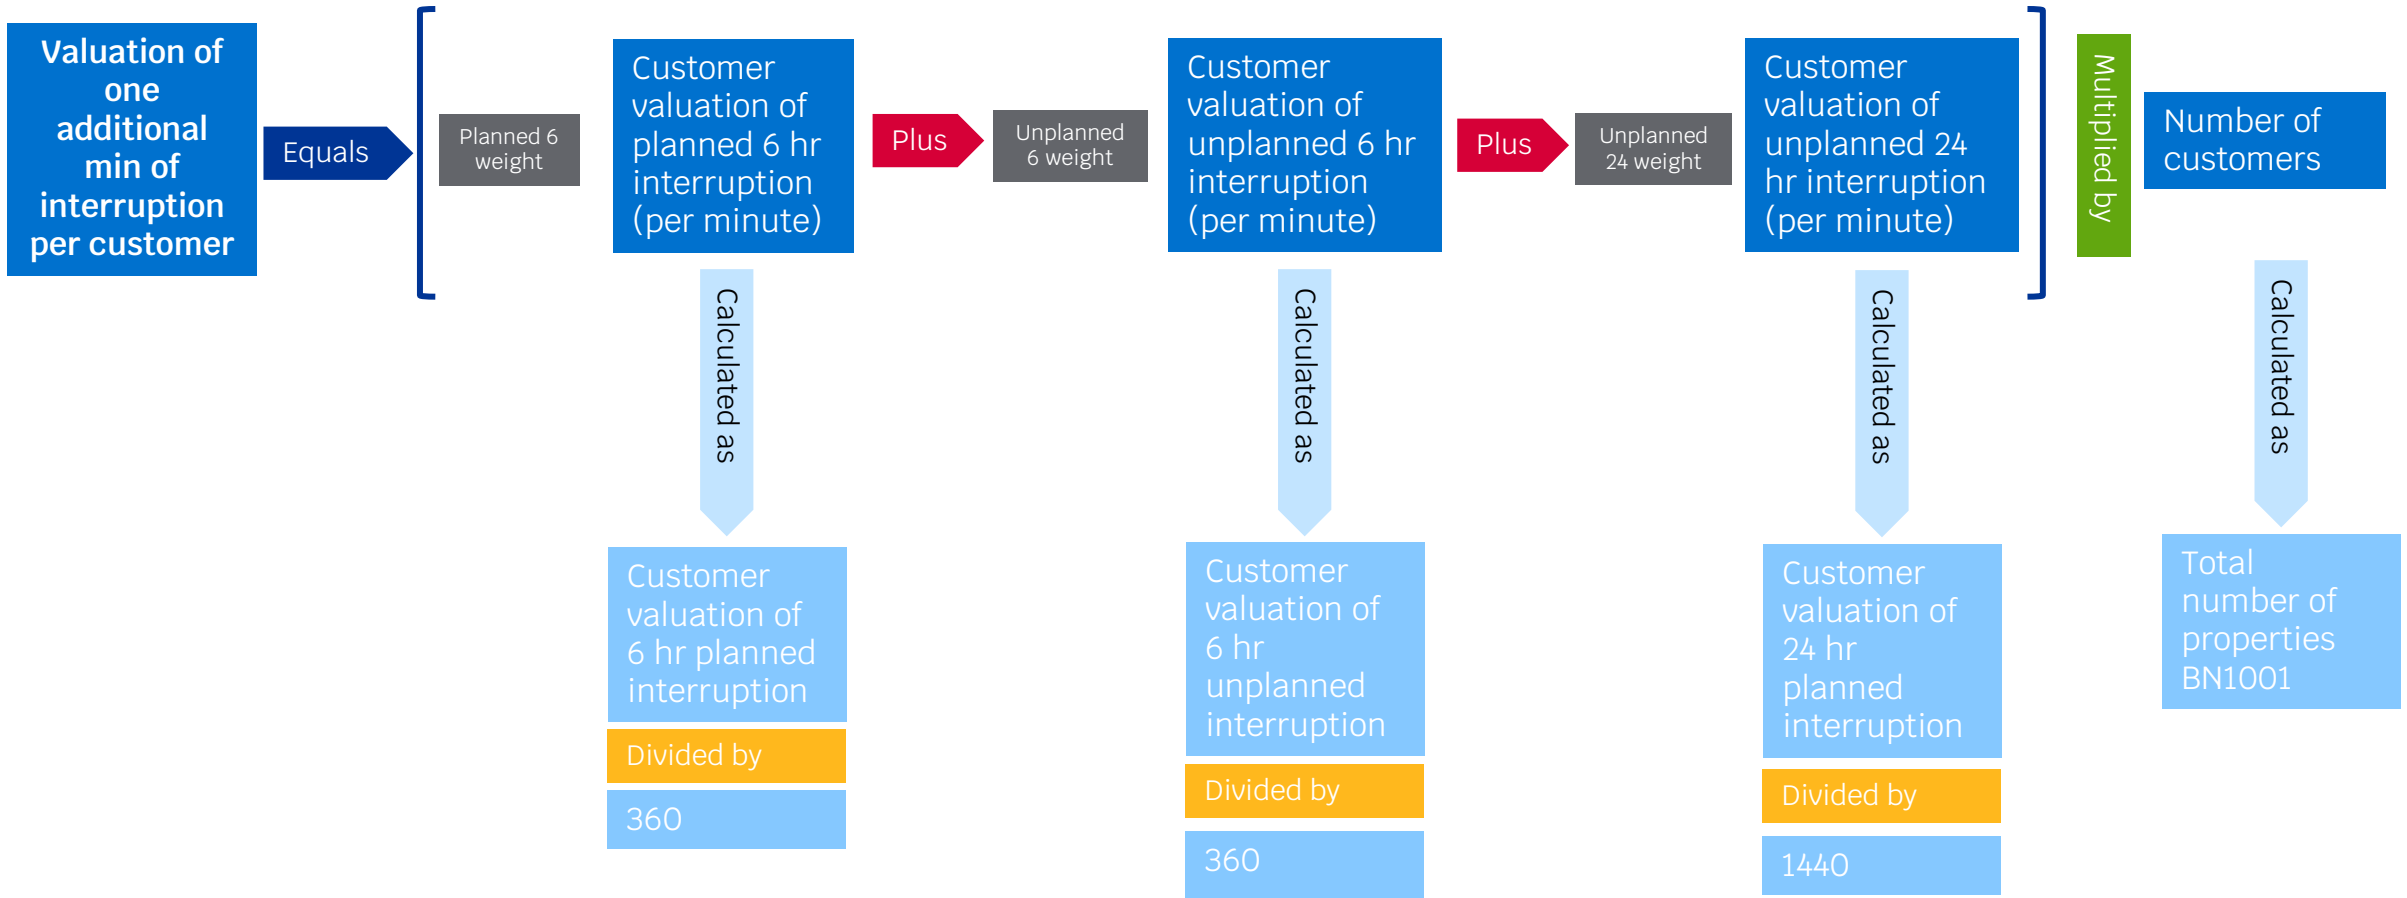 Valuation of
one
additional
min of
interruption
per customer
Equals
Planned 6
weight
Customer
valuation of
planned 6 hr
interruption
(per minute)
Plus
Unplanned
6 weight
Customer
valuation of
unplanned 6 hr
interruption
(per minute)
Plus
Unplanned
24 weight
Customer
valuation of
unplanned 24
hr interruption
(per minute)
Multiplied by
Number of
customers
Calculated as
Calculated as
Calculated as
Calculated as
Customer
valuation of
6 hr planned
interruption
Divided by
360
Customer
valuation of
6 hr
unplanned
interruption
Divided by
360
Customer
valuation of
24 hr
planned
interruption
Divided by
1440
Total
number of
properties
BN1001